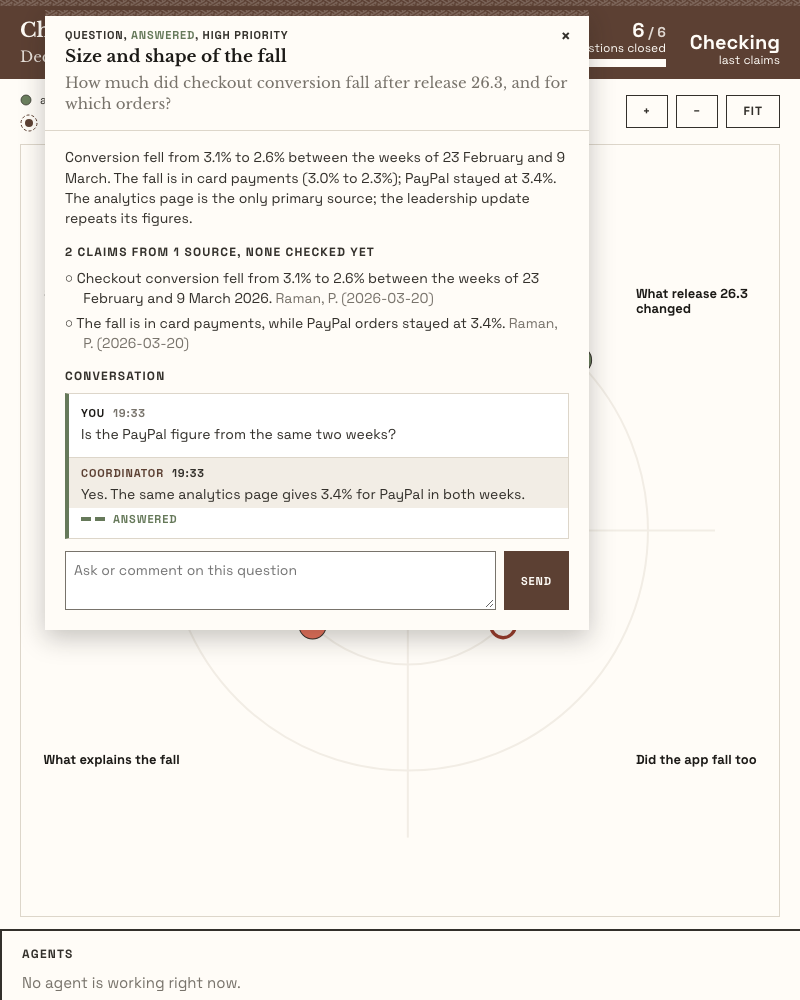 QUESTION, ANSWERED, HIGH PRIORITY
×
Size and shape of the fall
How much did checkout conversion fall after release 26.3, and for
which orders?
6 / 6
stions closed
Checking
last claims
+
−
FIT
Conversion fell from 3.1% to 2.6% between the weeks of 23 February and 9
March. The fall is in card payments (3.0% to 2.3%); PayPal stayed at 3.4%.
The analytics page is the only primary source; the leadership update
repeats its figures.
2 CLAIMS FROM 1 SOURCE, NONE CHECKED YET
○ Checkout conversion fell from 3.1% to 2.6% between the weeks of 23
February and 9 March 2026. Raman, P. (2026-03-20)
○ The fall is in card payments, while PayPal orders stayed at 3.4%. Raman,
P. (2026-03-20)
CONVERSATION
YOU 19:33
Is the PayPal figure from the same two weeks?
COORDINATOR 19:33
Yes. The same analytics page gives 3.4% for PayPal in both weeks.
ANSWERED
Ask or comment on this question
SEND
What release 26.3
changed
What explains the fall
Did the app fall too
AGENTS
No agent is working right now.